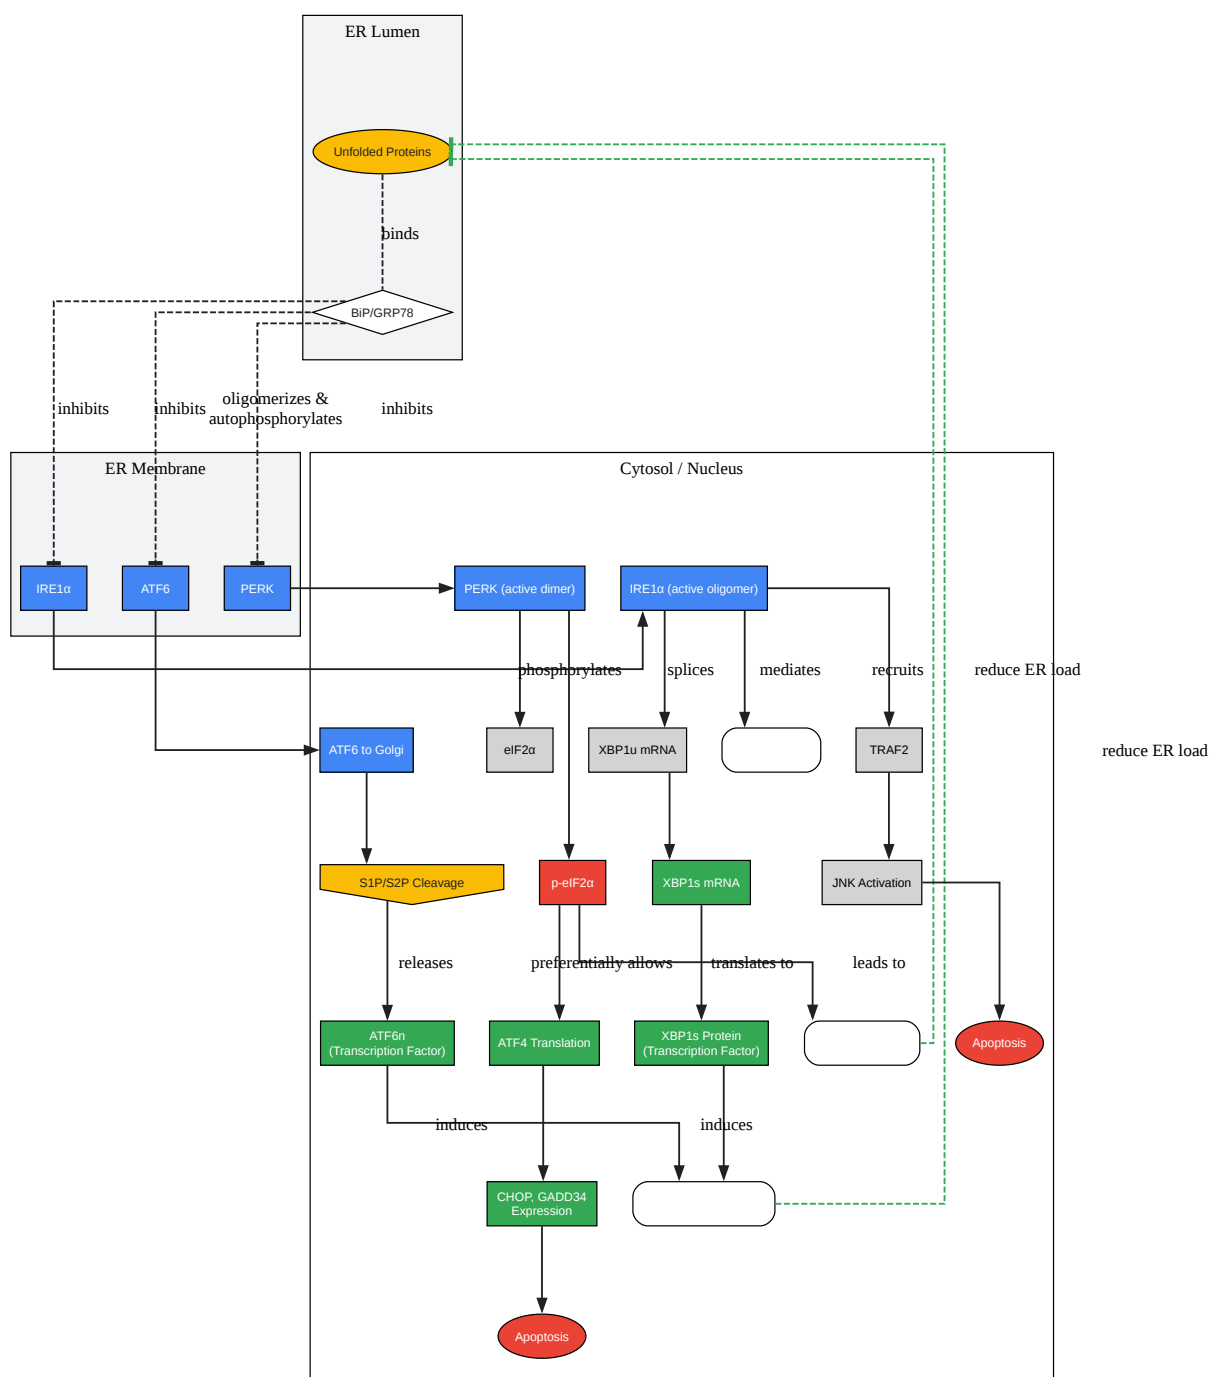 ER Lumen
Unfolded Proteins
binds
BiP/GRP78
inhibits
inhibits
oligomerizes &
autophosphorylates
inhibits
ER Membrane
Cytosol / Nucleus
IRE1α
ATF6
PERK
PERK (active dimer)
IRE1α (active oligomer)
phosphorylates
splices
mediates
recruits
reduce ER load
ATF6 to Golgi
eIF2α
XBP1u mRNA
TRAF2
reduce ER load
S1P/S2P Cleavage
p-eIF2α
XBP1s mRNA
JNK Activation
releases
preferentially allows
translates to
leads to
ATF6n
(Transcription Factor)
ATF4 Translation
XBP1s Protein
(Transcription Factor)
Apoptosis
induces
induces
CHOP, GADD34
Expression
Apoptosis